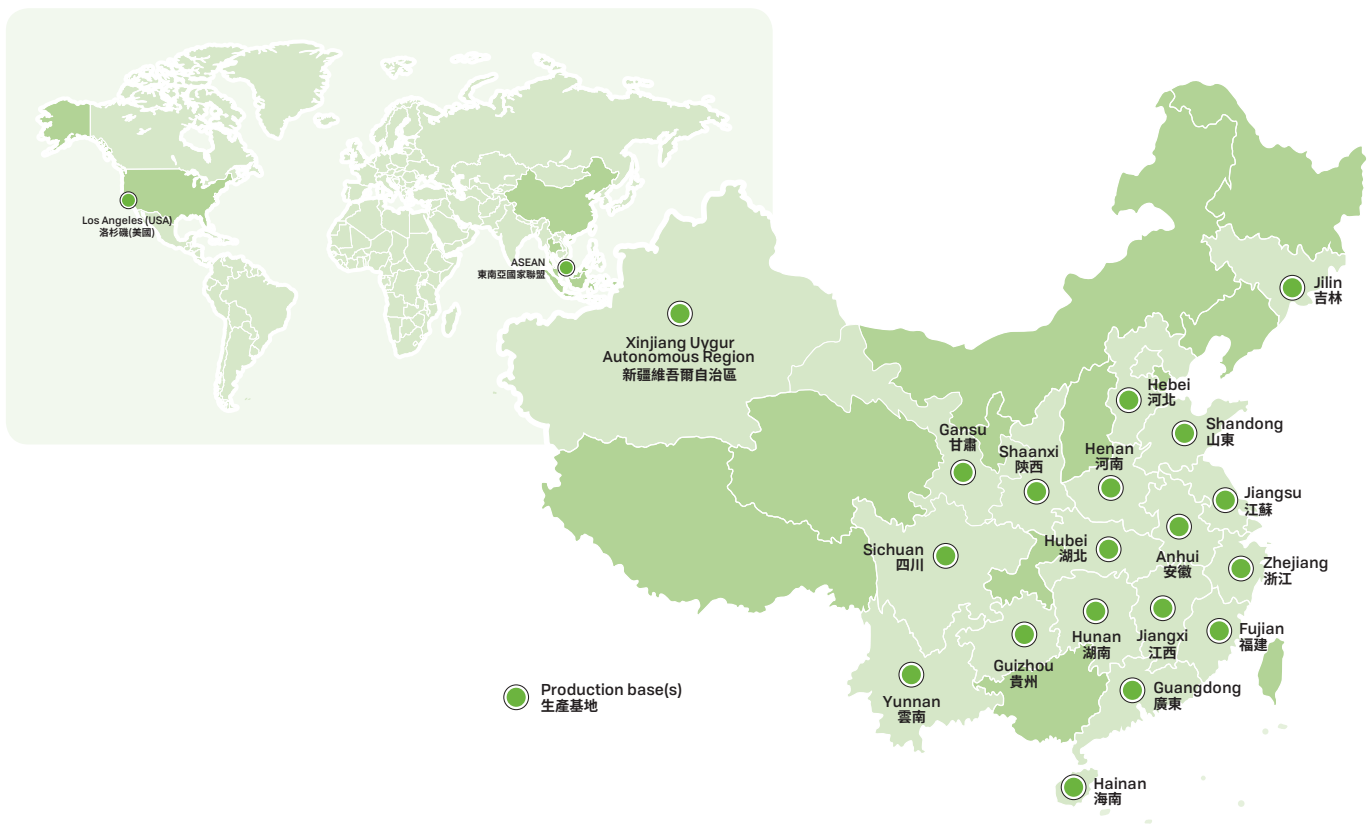 Los Angeles (USA)
洛杉磯(美國)
ASEAN
東南亞國家聯盟
Xinjiang Uygur
Autonomous Region
新疆維吾爾自治區
Jilin
吉林
Hebei
河北
Shandong
山東
Gansu
甘肅
Shaanxi
陝西
Henan
河南
Jiangsu
江蘇
Sichuan
四川
Hubei
湖北
Anhui
安徽
Zhejiang
浙江
Hunan
湖南
Jiangxi
江西
Fujian
福建
Guizhou
貴州
Yunnan
雲南
Guangdong
廣東
Hainan
海南
Production base(s)
生產基地